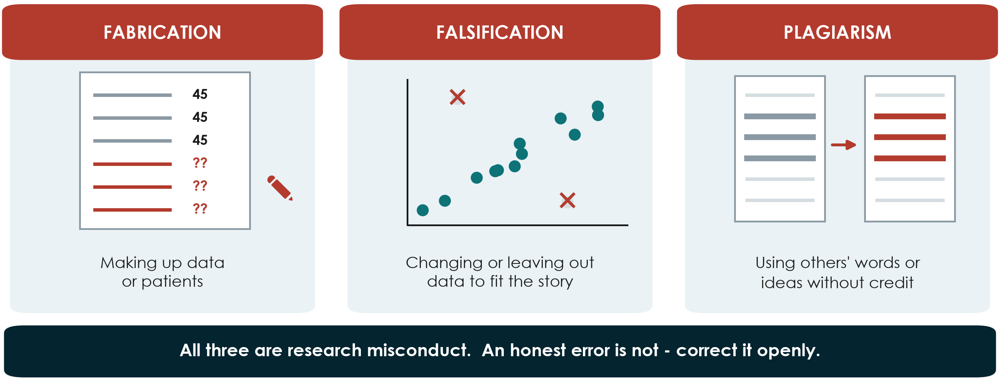 FABRICATION
45
45
45
??
??
??
Making up data
or patients
FALSIFICATION
Changing or leaving out
data to fit the story
PLAGIARISM
Using others' words or
ideas without credit
All three are research misconduct.  An honest error is not - correct it openly.